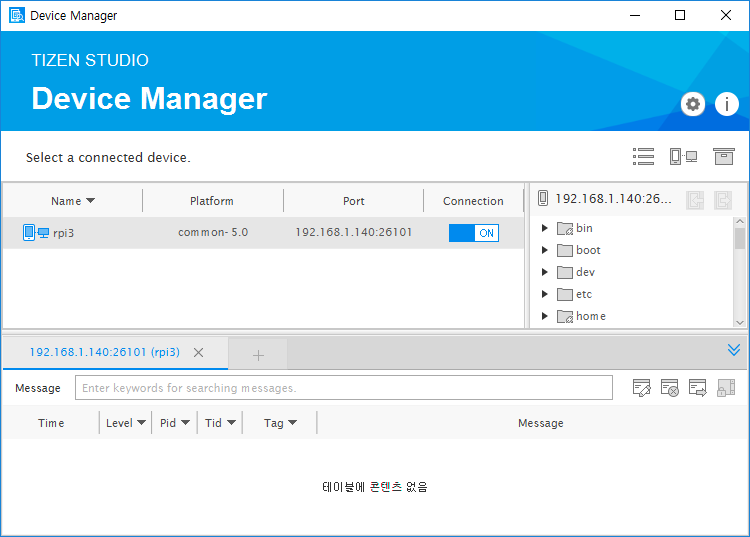 Device Manager
TIZEN STUDIO
Device Manager
Select a connected device.
Name Platform Port Connection
rpi3 common- 5.0 192.168.1.140:26101 ON
192.168.1.140:26...
bin
boot
dev
etc
home
192.168.1.140:26101 (rpi3)
Message Enter keywords for searching messages.
Time Level Pid Tid Tag Message
테이블에 콘텐츠 없음